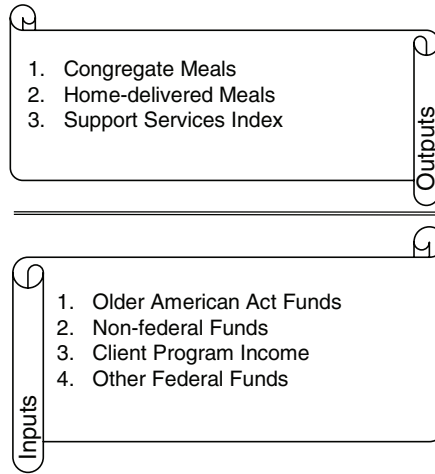 1. Congregate Meals
2. Home-delivered Meals
3. Support Services Index
Outputs
1. Older American Act Funds
2. Non-federal Funds
3. Client Program Income
4. Other Federal Funds
Inputs